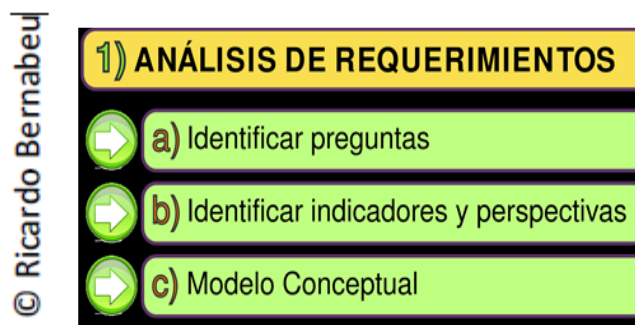 © Ricardo Bernabeu
1) ANÁLISIS DE REQUERIMIENTOS
a) Identificar preguntas
b) Identificar indicadores y perspectivas
c) Modelo Conceptual